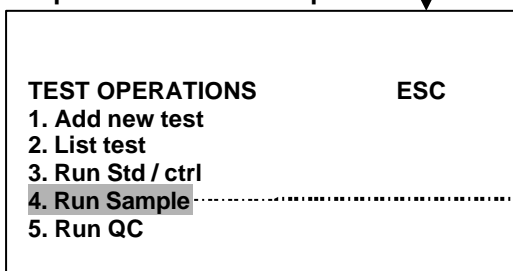 TEST OPERATIONS ESC
1. Add new test
2. List test
3. Run Std / ctrl
4. Run Sample
5. Run QC